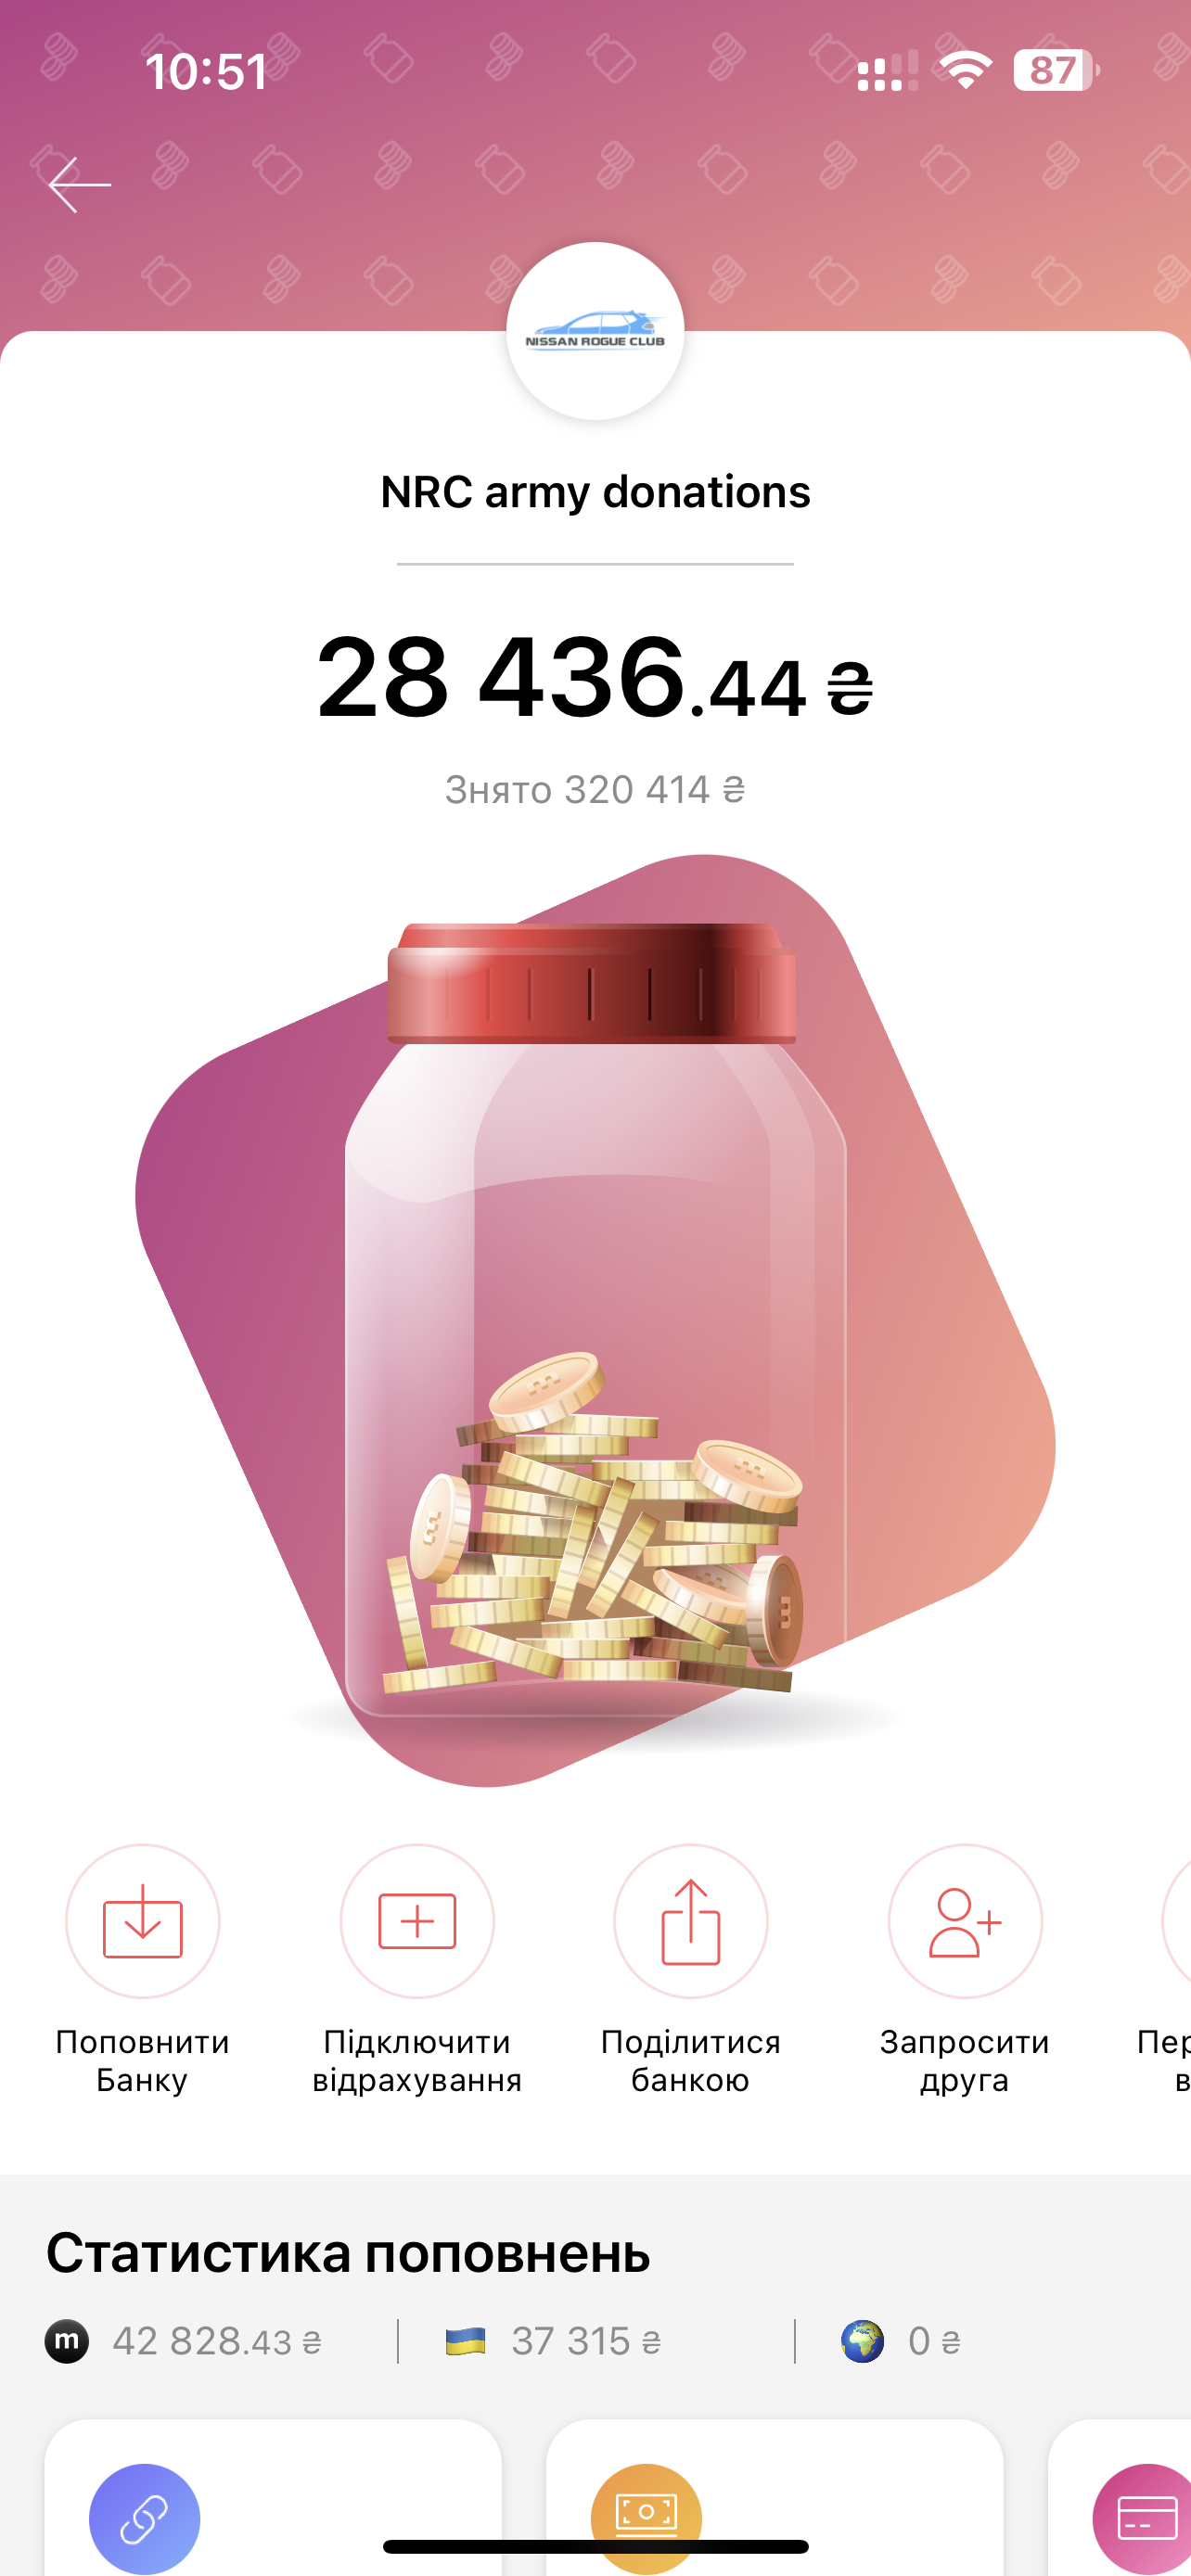 10:51
87
NISSAN ROGUE CLUB
NRC army donations
28 436.44 ₴
Знято 320 414 ₴
Поповнити
Банку
Підключити
відрахування
Поділитися
банкою
Запросити
друга
Статистика поповнень
m 42 828.43 ₴
37 315 ₴
0 ₴